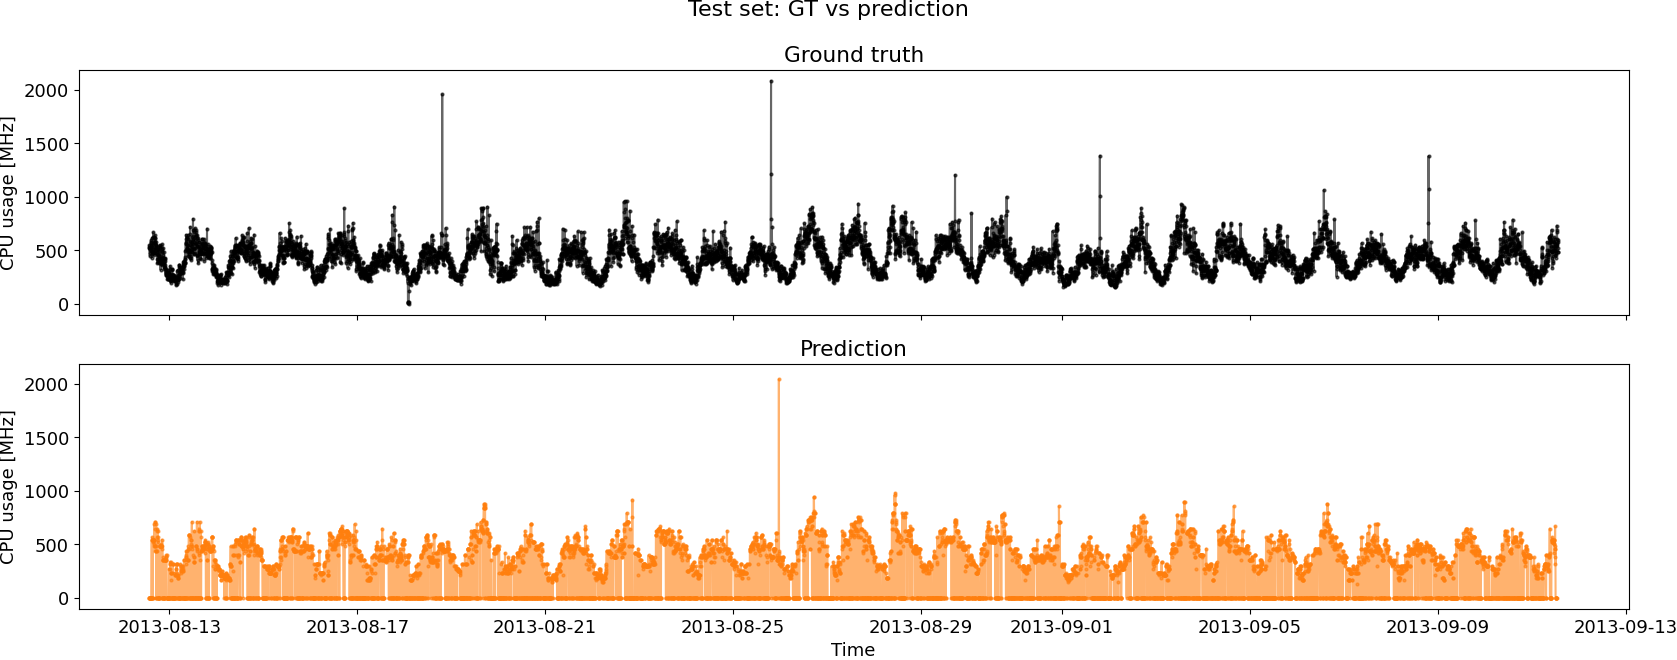 Test set: GT vs prediction
Ground truth
CPU usage [MHz]
2000
1500
1000
500
0
Prediction
CPU usage [MHz]
2000
1500
1000
500
0
2013-08-13 2013-08-17 2013-08-21 2013-08-25 2013-08-29 2013-09-01 2013-09-05 2013-09-09 2013-09-13
Time